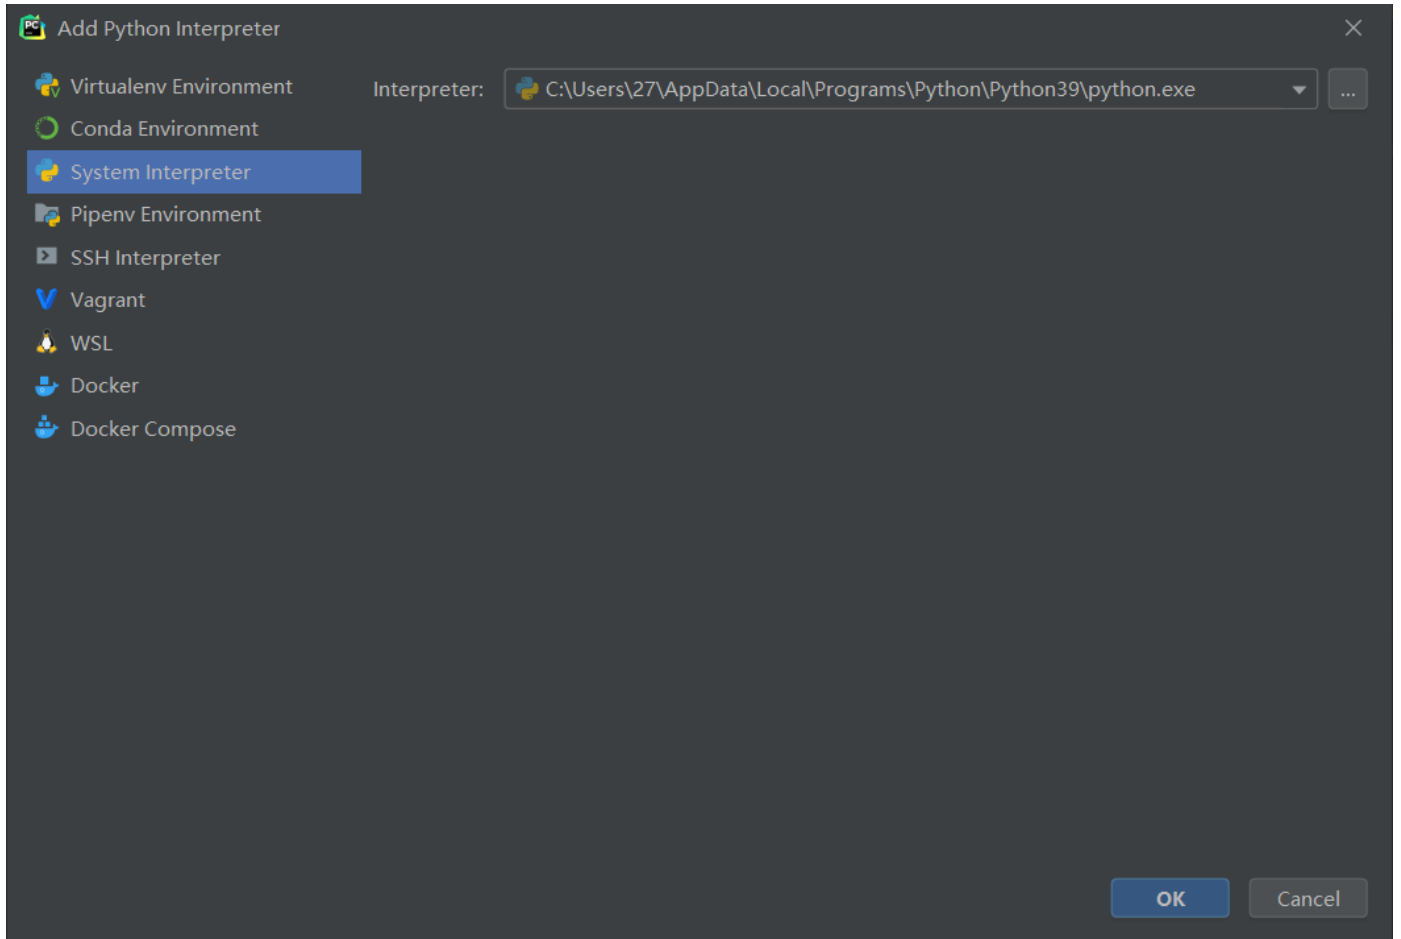 PC
Add Python Interpreter
Virtualenv Environment
Conda Environment
System Interpreter
Pipenv Environment
SSH Interpreter
Vagrant
WSL
Docker
Docker Compose
Interpreter: C:\Users\27\AppData\Local\Programs\Python\Python39\python.exe ...
OK Cancel